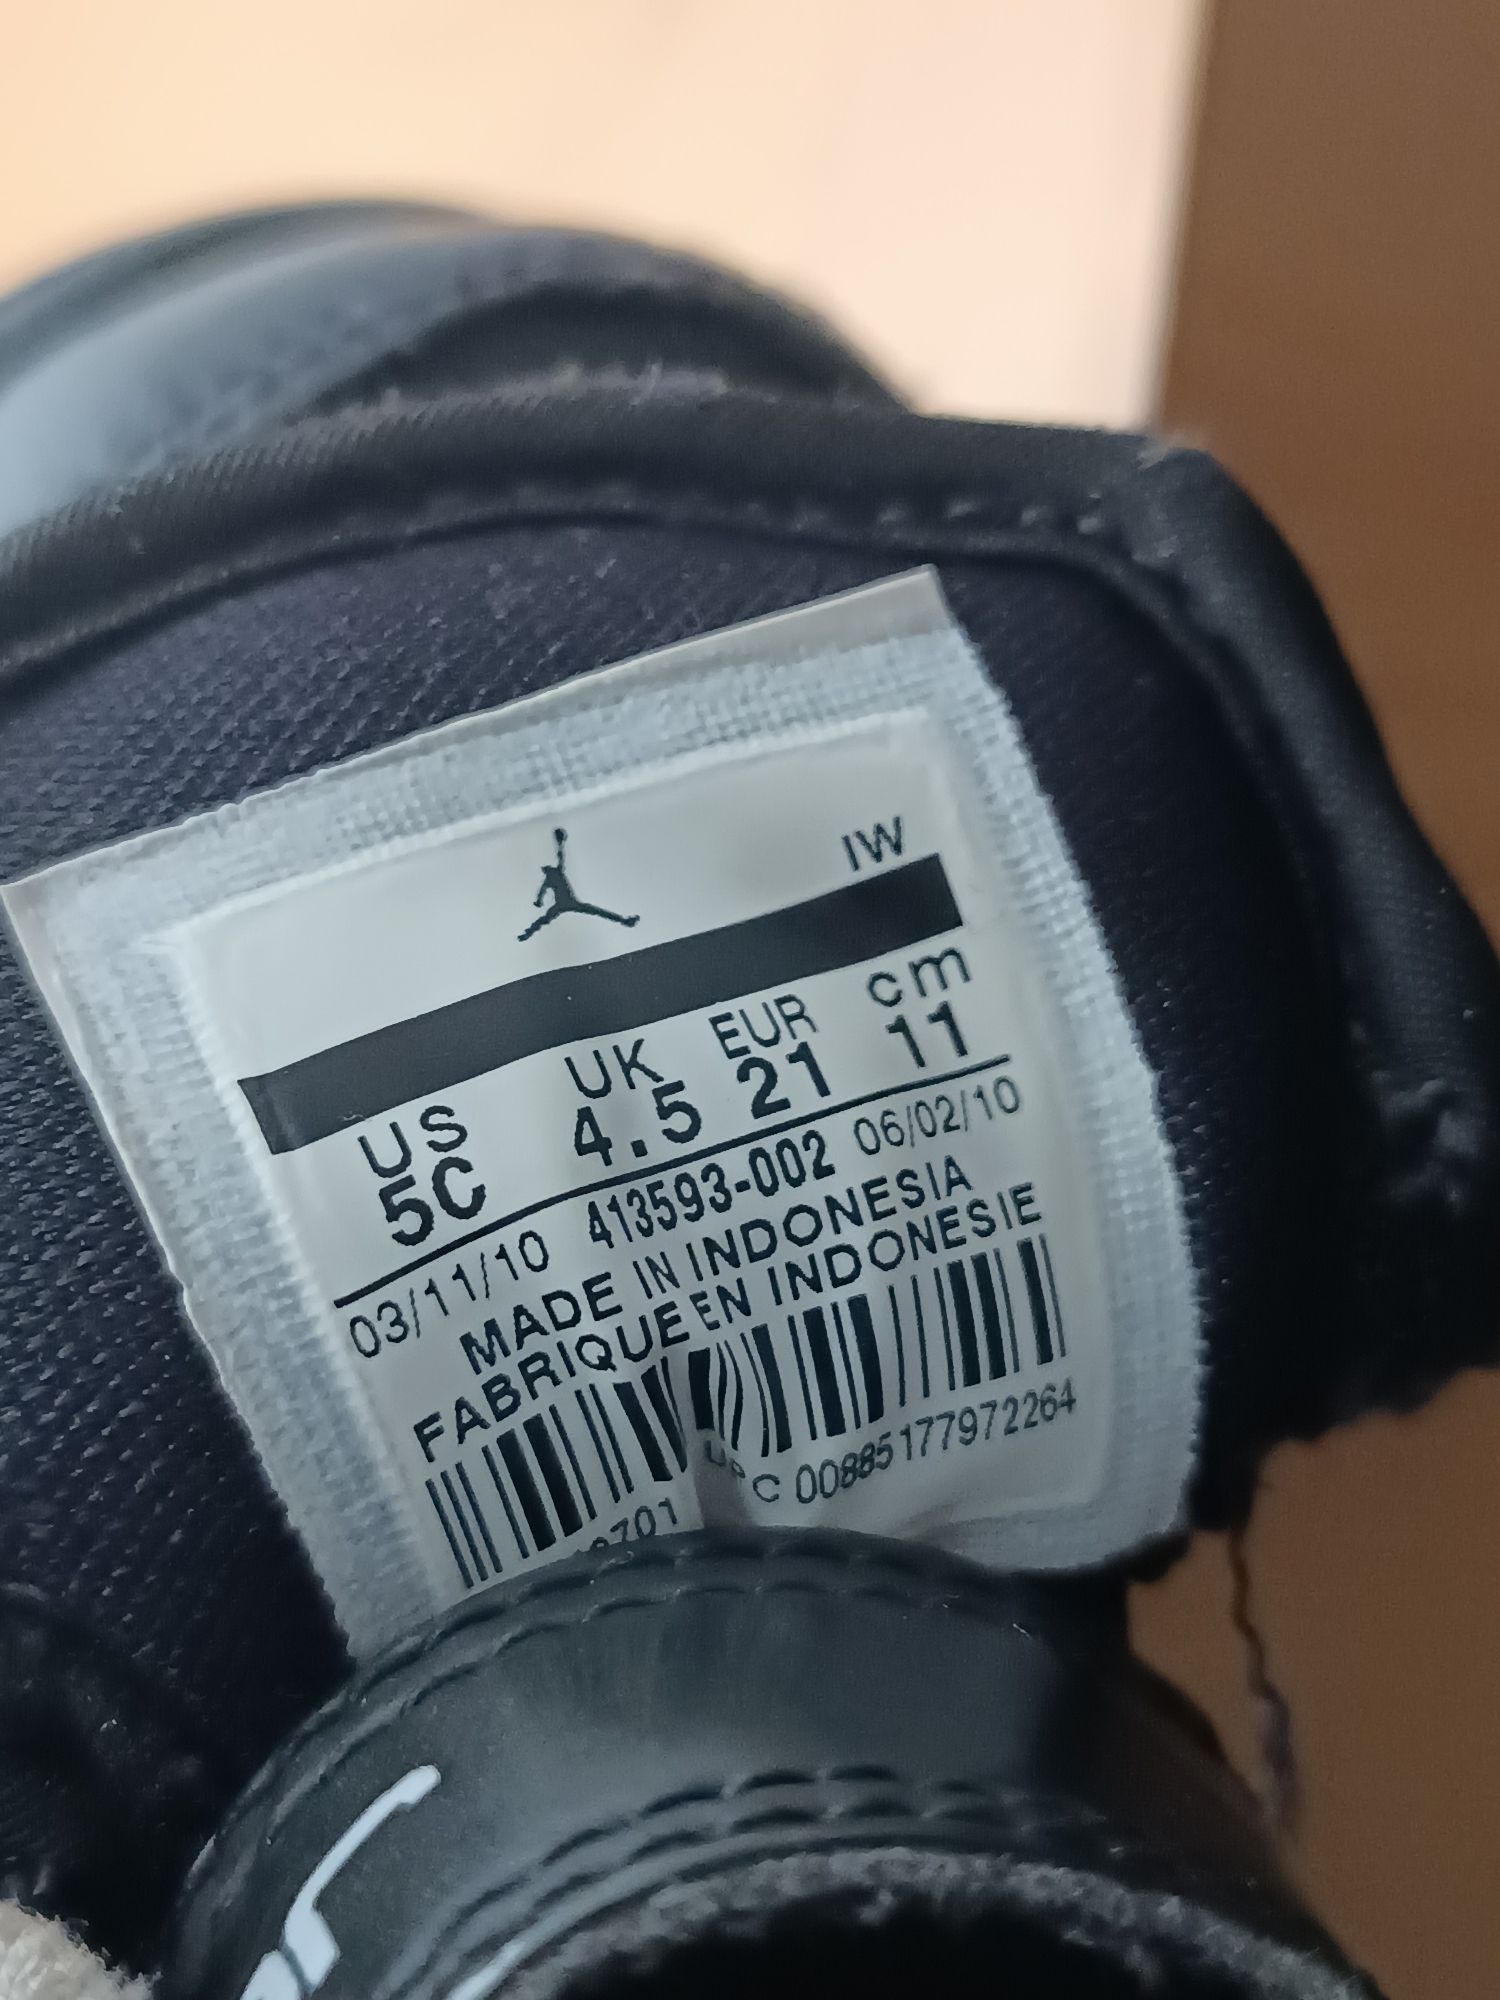 IW
US UK EUR cm
5C 4.5 21 11
03/11/10 413593-002 06/02/10
MADE IN INDONESIA
FABRIQUE EN INDONESIE
UPC 00885177972264